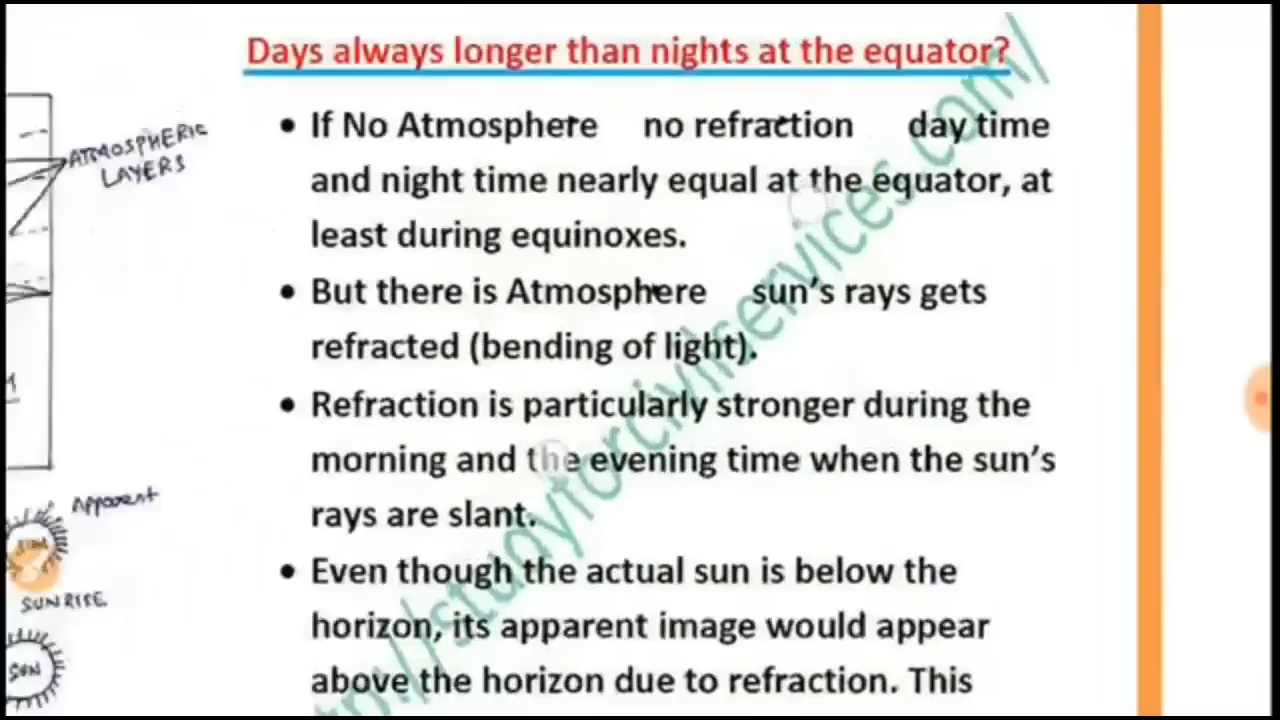 Days always longer than nights at the equator?
• If No Atmosphere no refraction day time
and night time nearly equal at the equator, at
least during equinoxes.
• But there is Atmosphere sun's rays gets
refracted (bending of light).
• Refraction is particularly stronger during the
morning and the evening time when the sun's
rays are slant.
• Even though the actual sun is below the
horizon, its apparent image would appear
above the horizon due to refraction. This
ATMOSPHERIC
LAYERS
Apparent
SUN
SUNRISE
SUN
studyforcivilservices.com/